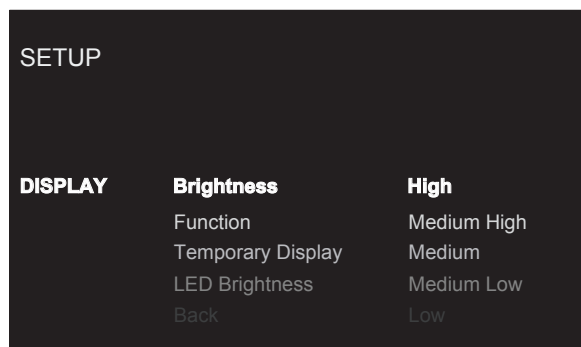 SETUP
DISPLAY Brightness High
Function Medium High
Temporary Display Medium
LED Brightness Medium Low
Back Low